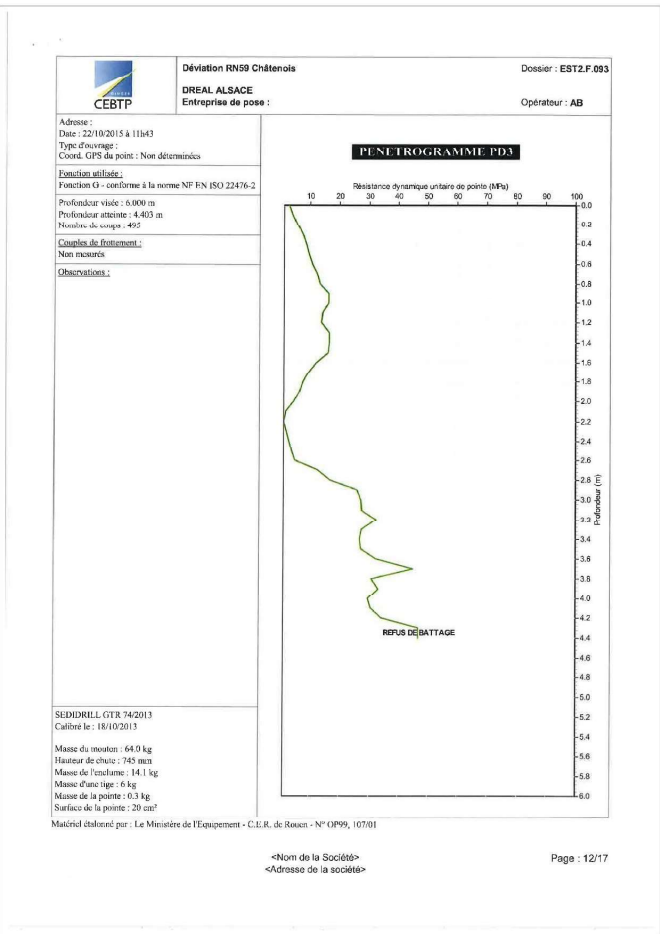 CEBTP
Déviation RN59 Châtenois
Dossier : EST2.F.093
DREAL ALSACE
Entreprise de pose :
Opérateur : AB
Adresse :
Date : 22/10/2015 à 11h43
Type d'ouvrage :
Coord. GPS du point : Non déterminées
Fonction utilisée :
Fonction G - conforme à la norme NF EN ISO 22476-2
Profondeur visée : 6.000 m
Profondeur atteinte : 4.403 m
Nombre de coups : 495
Couples de frottement :
Non mesurés
Observations :
PENETROGRAMME PD3
Résistance dynamique unitaire de pointe (MPa)
10 20 30 40 50 60 70 80 90 100
0.0
0.2
0.4
0.6
0.8
1.0
1.2
1.4
1.6
1.8
2.0
2.2
2.4
2.6
2.8
3.0
3.2
3.4
3.6
3.8
4.0
4.2
4.4
4.6
4.8
5.0
5.2
5.4
5.6
5.8
6.0
Profondeur (m)
REFUS DE BATTAGE
SEDIDRILL GTR 74/2013
Calibré le : 18/10/2013
Masse du mouton : 64.0 kg
Hauteur de chute : 745 mm
Masse de l'enclume : 14.1 kg
Masse d'une tige : 6 kg
Masse de la pointe : 0.3 kg
Surface de la pointe : 20 cm²
Matériel étalonné par : Le Ministère de l'Equipement - C.E.R. de Rouen - N° OP99, 107/01
<Nom de la Société>
<Adresse de la société>
Page : 12/17